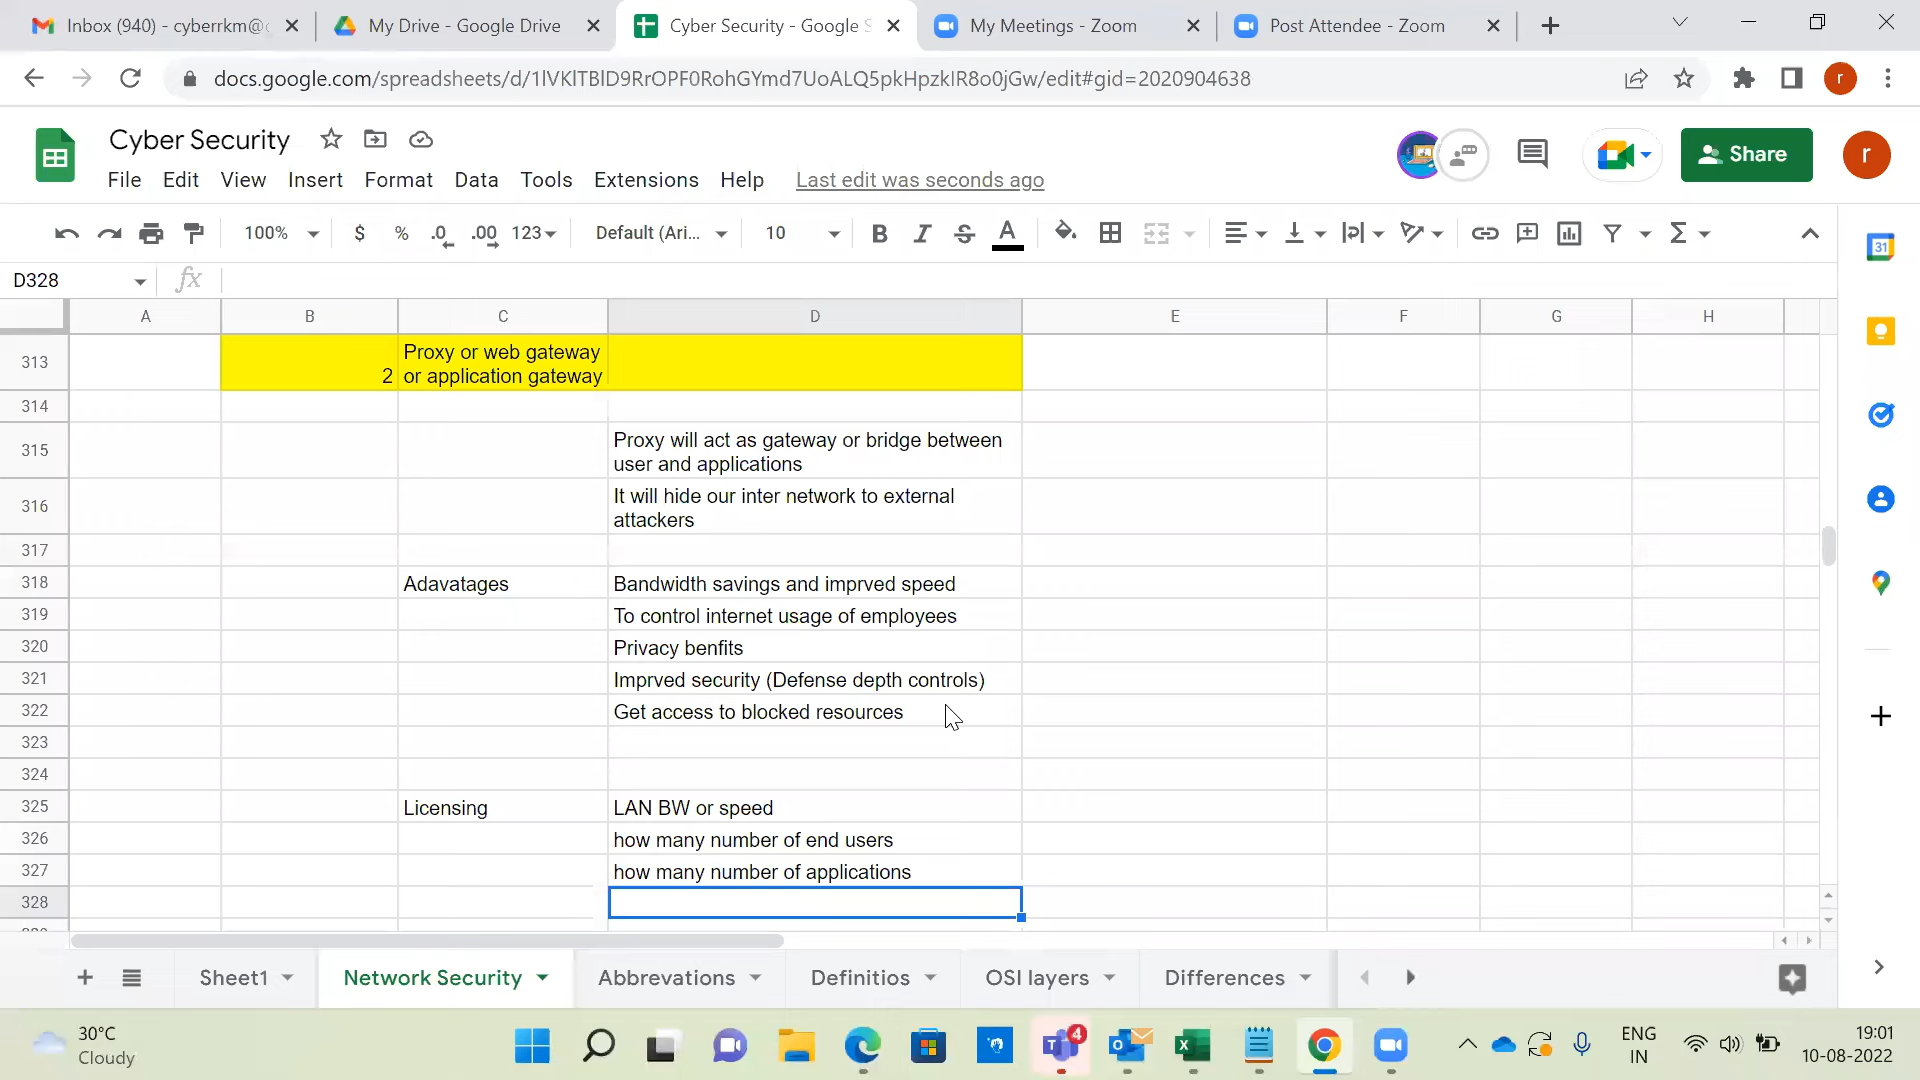 Inbox (940) - cyberrkm@
My Drive - Google Drive
Cyber Security - Google S
My Meetings - Zoom
Post Attendee - Zoom
docs.google.com/spreadsheets/d/1lVKlTBlD9RrOPF0RohGYmd7UoALQ5pkHpzkIR8o0jGw/edit#gid=2020904638
r
Cyber Security
File Edit View Insert Format Data Tools Extensions Help Last edit was seconds ago
Share
r
100% $ % .0 .00 123 Default (Ari... 10 B I S A Σ
31
D328 fx
A B C D E F G H
313 2 Proxy or web gateway
or application gateway
314
315 Proxy will act as gateway or bridge between
user and applications
316 It will hide our inter network to external
attackers
317
318 Adavatages Bandwidth savings and imprved speed
319 To control internet usage of employees
320 Privacy benfits
321 Imprved security (Defense depth controls)
322 Get access to blocked resources
323
324
325 Licensing LAN BW or speed
326 how many number of end users
327 how many number of applications
328
Sheet1 Network Security Abbrevations Definitios OSI layers Differences
30°C
Cloudy
4
ENG
IN
19:01
10-08-2022